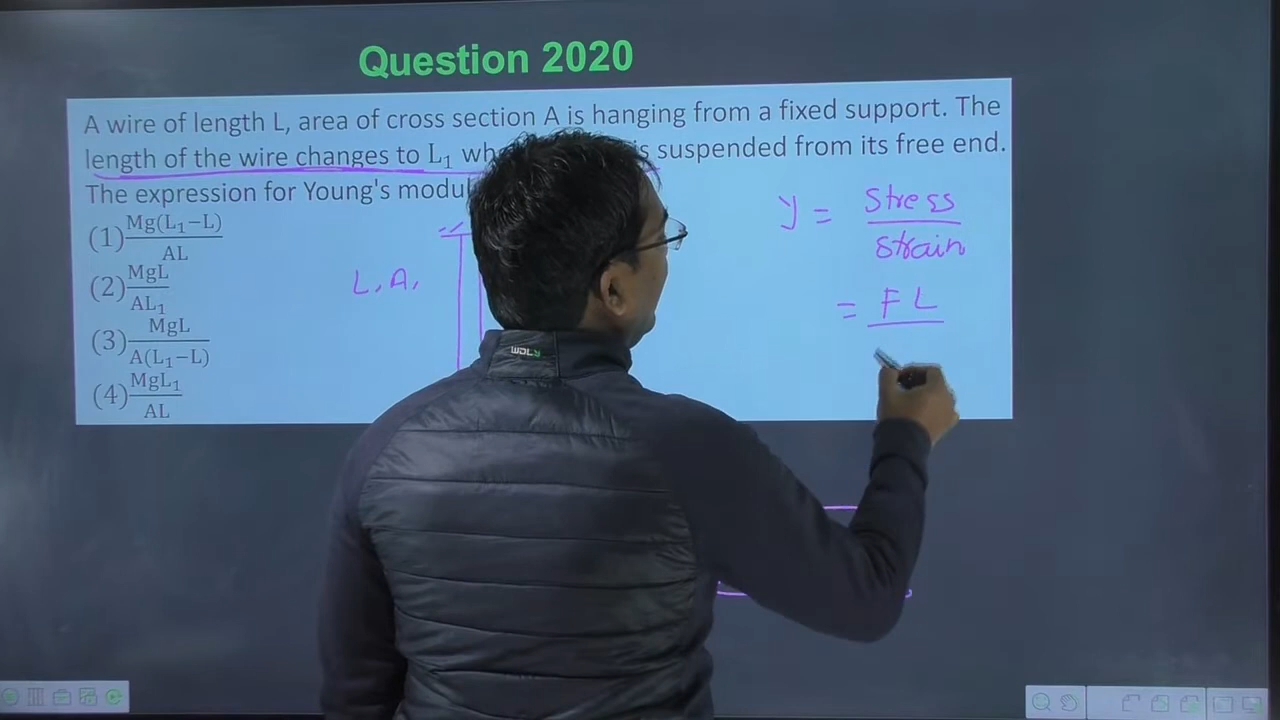 Question 2020
A wire of length L, area of cross section A is hanging from a fixed support. The
length of the wire changes to L₁ wh s suspended from its free end.
The expression for Young's modul
(1) Mg(L₁−L)/AL
(2) MgL/AL₁
(3) MgL/A(L₁−L)
(4) MgL₁/AL
L, A,
y = Stress/Strain
= FL
WDLY